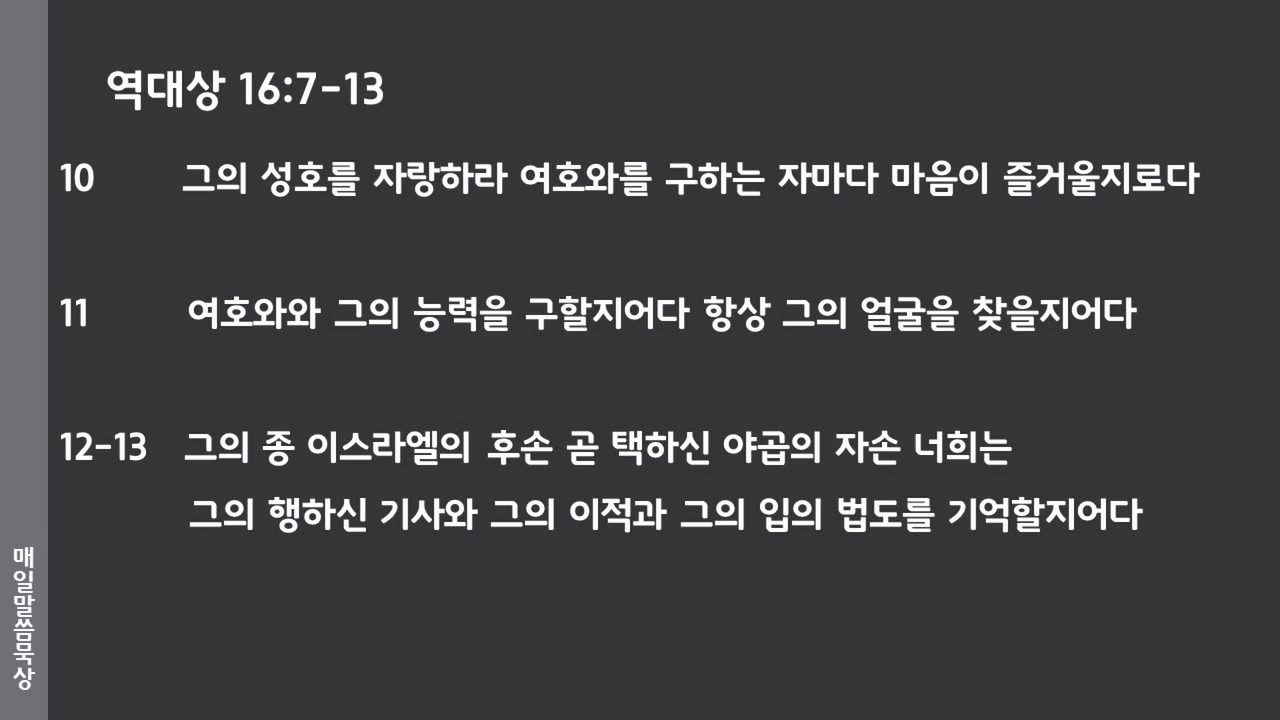 역대상 16:7-13
10 그의 성호를 자랑하라 여호와를 구하는 자마다 마음이 즐거울지로다
11 여호와와 그의 능력을 구할지어다 항상 그의 얼굴을 찾을지어다
12-13 그의 종 이스라엘의 후손 곧 택하신 야곱의 자손 너희는
그의 행하신 기사와 그의 이적과 그의 입의 법도를 기억할지어다
매일말씀묵상